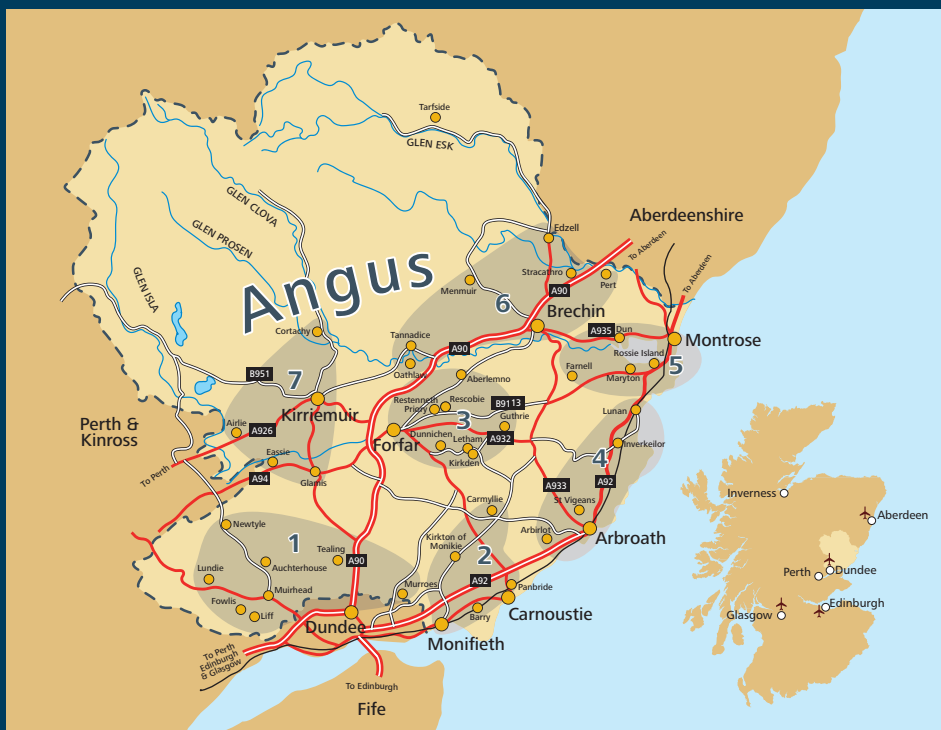 Tarfside
GLEN ESK
GLEN CLOVA
GLEN PROSEN
GLEN ISLA
Angus
Edzell
Aberdeenshire
To Aberdeen
To Aberdeen
Stracathro
Pert
Menmuir
A90
6
Brechin
Cortachy
Tannadice
A90
A935
Dun
Montrose
Oathlaw
Rossie Island
5
B951
7
Aberlemno
Farnell
Maryton
Kirriemuir
Restenneth
Priory
Rescobie
B9113
Lunan
Perth &
Kinross
Airlie
A926
Forfar
3
Guthrie
Dunnichen
Letham
A932
Inverkeilor
Eassie
Kirkden
4
To Perth
A94
Glamis
A933
A92
Inverness
Carmyllie
St Vigeans
Aberdeen
Newtyle
1
Arbirlot
Arbroath
Tealing
Kirkton of
Monikie
2
Lundie
Auchterhouse
A90
A92
Perth
Dundee
Muirhead
Murroes
Panbride
Fowlis
Liff
Barry
Carnoustie
Glasgow
Edinburgh
Dundee
Monifieth
To Perth
Edinburgh
& Glasgow
To Edinburgh
Fife